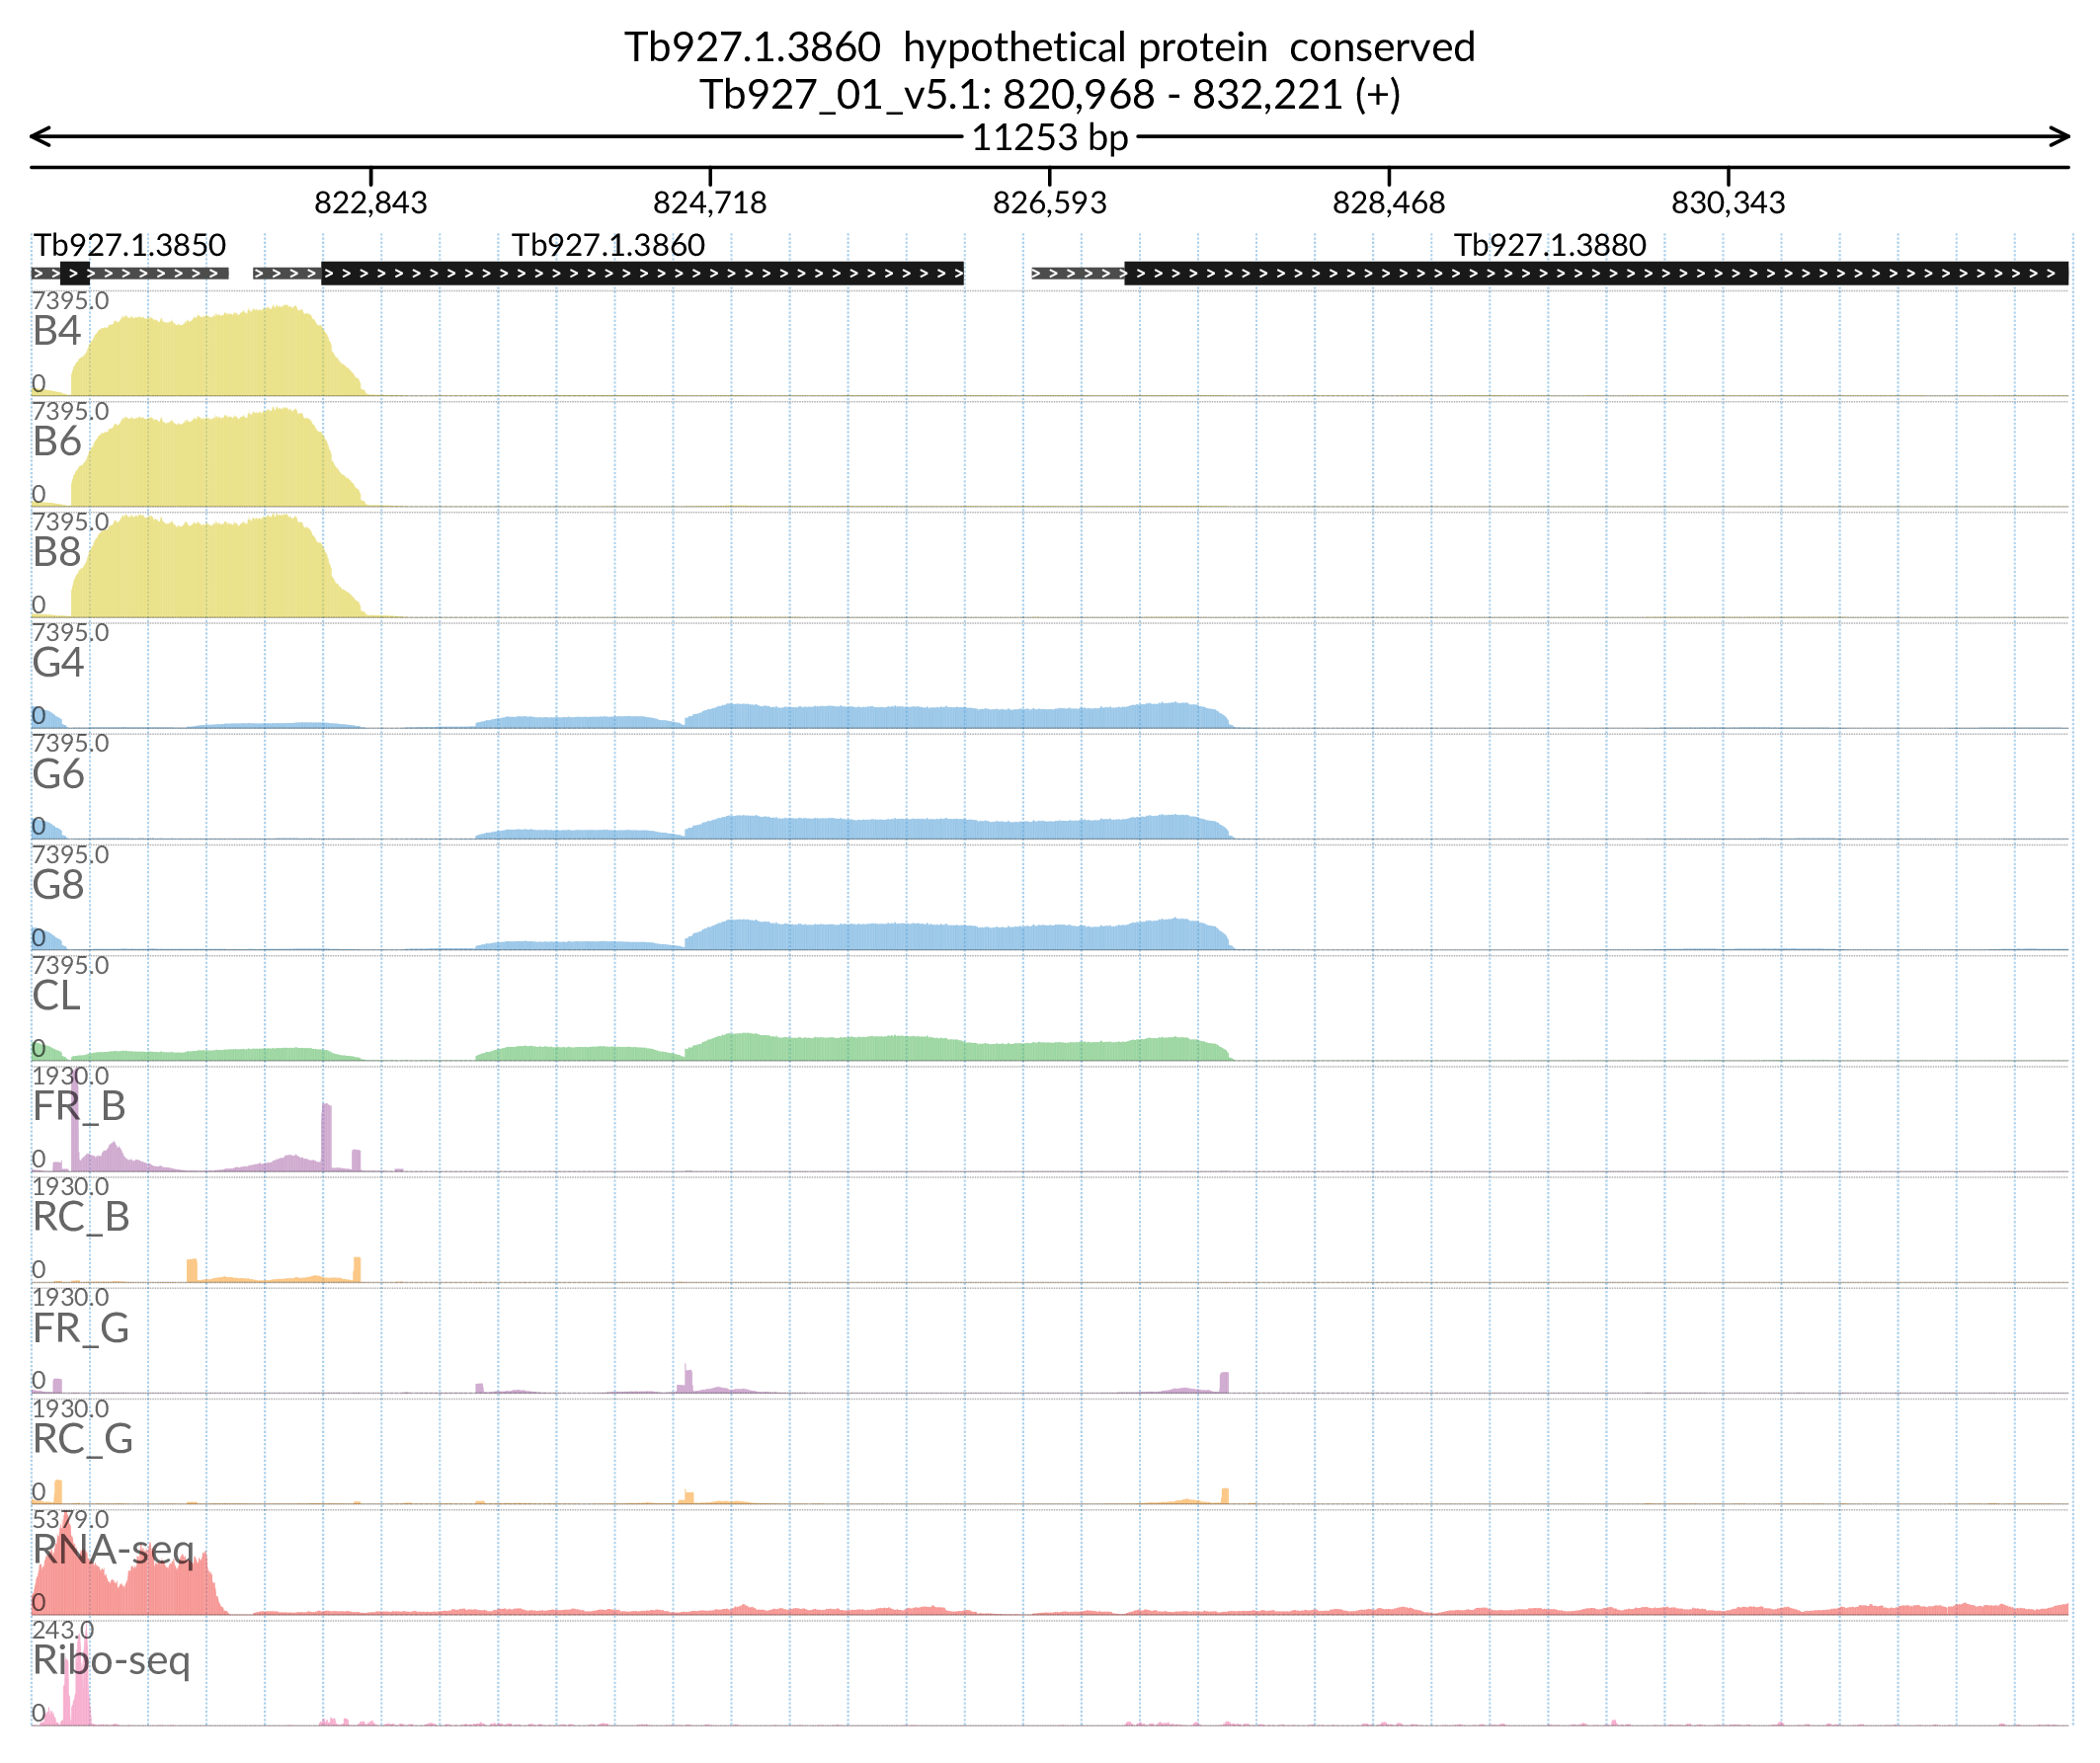 Tb927.1.3860  hypothetical protein  conserved
Tb927_01_v5.1: 820,968 - 832,221 (+)
11253 bp
822,843 824,718 826,593 828,468 830,343
Tb927.1.3850 Tb927.1.3860 Tb927.1.3880
7395.0
B4
0
7395.0
B6
0
7395.0
B8
0
7395.0
G4
0
7395.0
G6
0
7395.0
G8
0
7395.0
CL
0
1930.0
FR_B
0
1930.0
RC_B
0
1930.0
FR_G
0
1930.0
RC_G
0
5379.0
RNA-seq
0
243.0
Ribo-seq
0